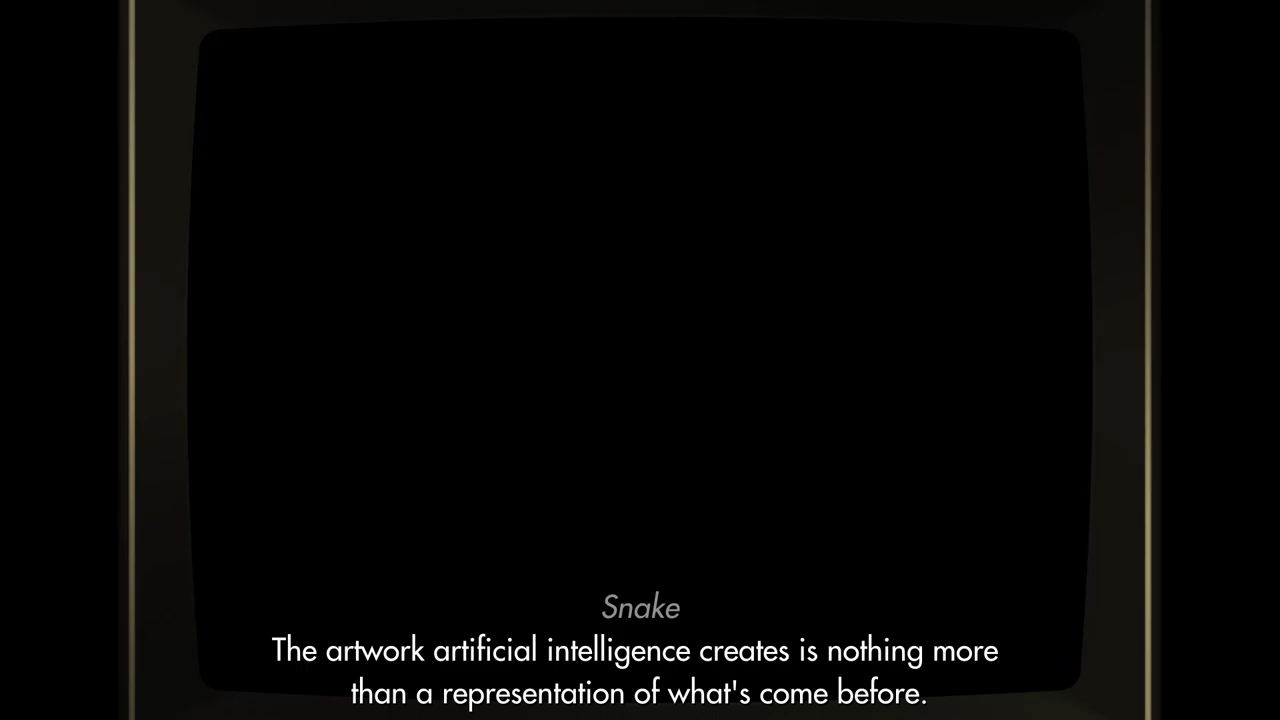 Snake
The artwork artificial intelligence creates is nothing more
than a representation of what's come before.